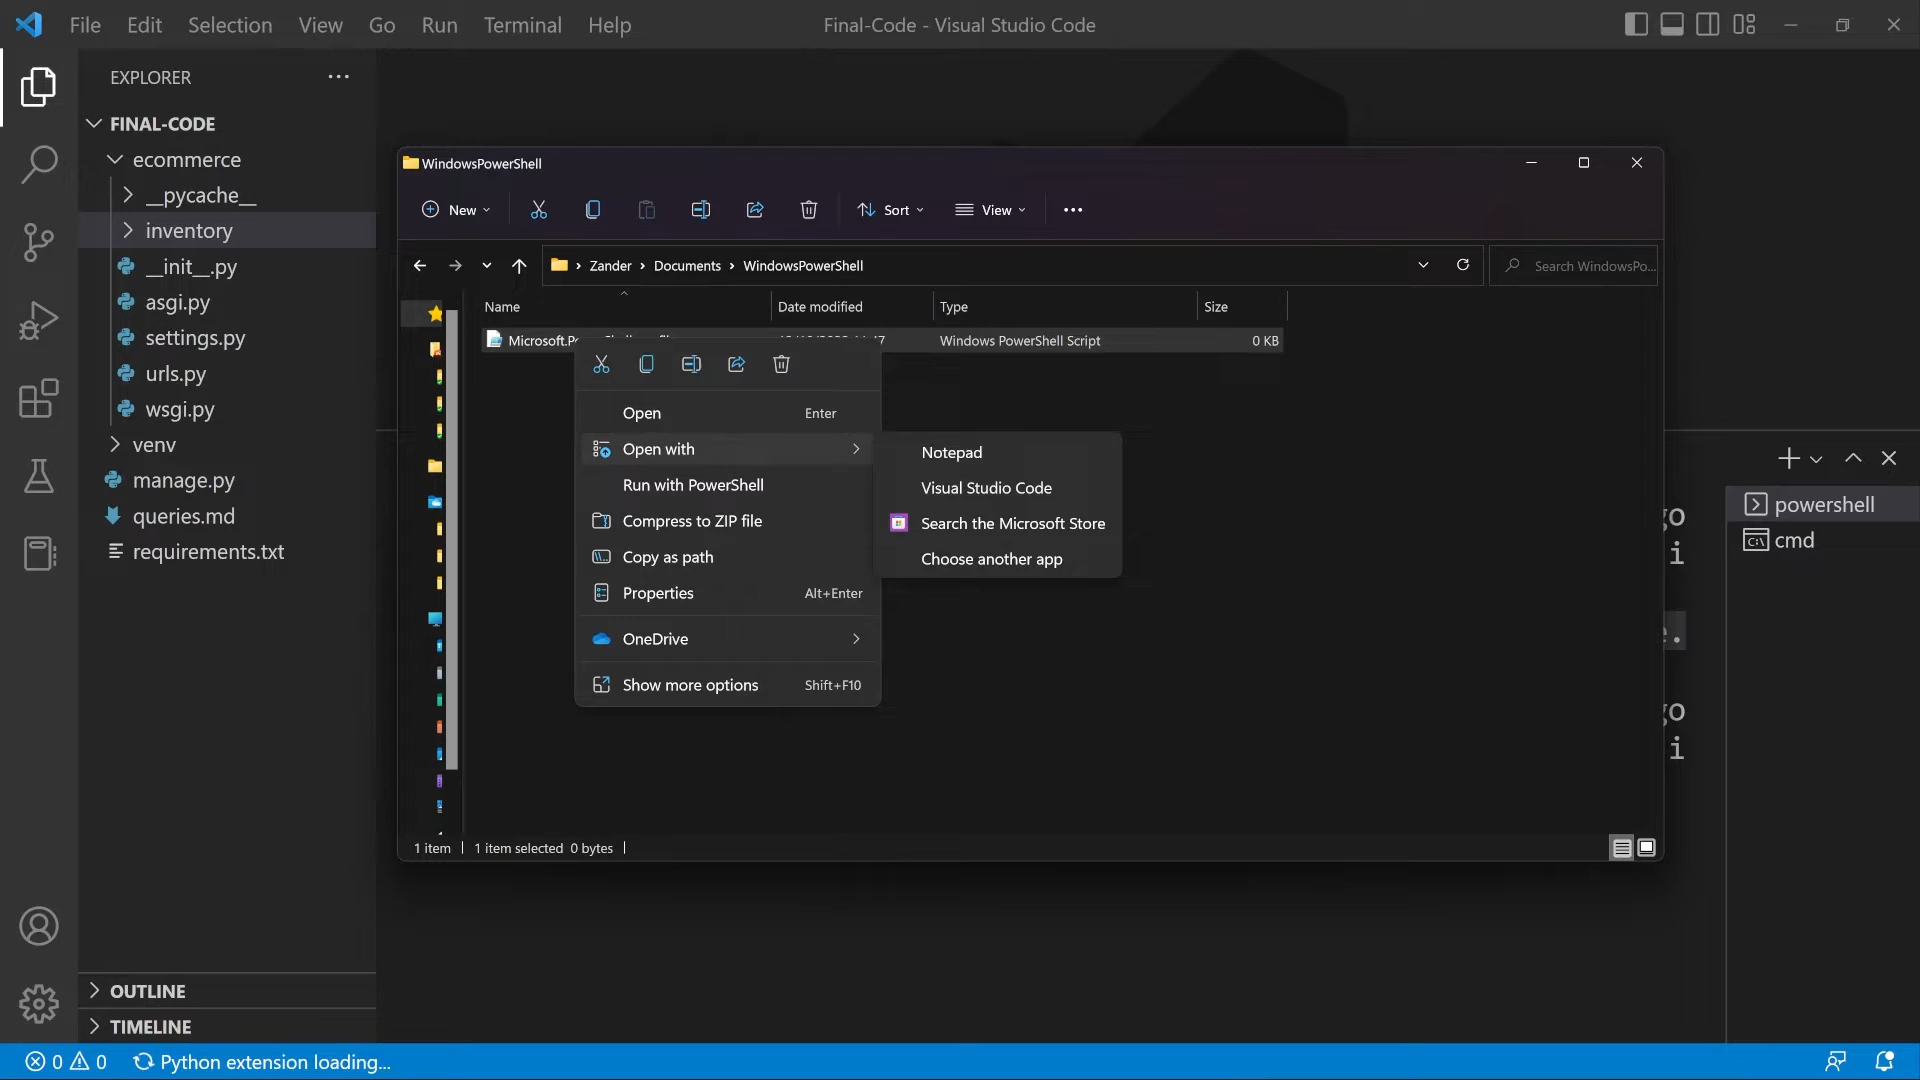 File Edit Selection View Go Run Terminal Help
Final-Code - Visual Studio Code
EXPLORER
FINAL-CODE
ecommerce
__pycache__
inventory
__init__.py
asgi.py
settings.py
urls.py
wsgi.py
venv
manage.py
queries.md
requirements.txt
OUTLINE
TIMELINE
WindowsPowerShell
New
Sort
View
Zander › Documents › WindowsPowerShell
Search WindowsPo...
Name Date modified Type Size
Windows PowerShell Script 0 KB
Open Enter
Open with
Run with PowerShell
Compress to ZIP file
Copy as path
Properties Alt+Enter
OneDrive
Show more options Shift+F10
Notepad
Visual Studio Code
Search the Microsoft Store
Choose another app
1 item 1 item selected 0 bytes
powershell
cmd
0 0 Python extension loading...